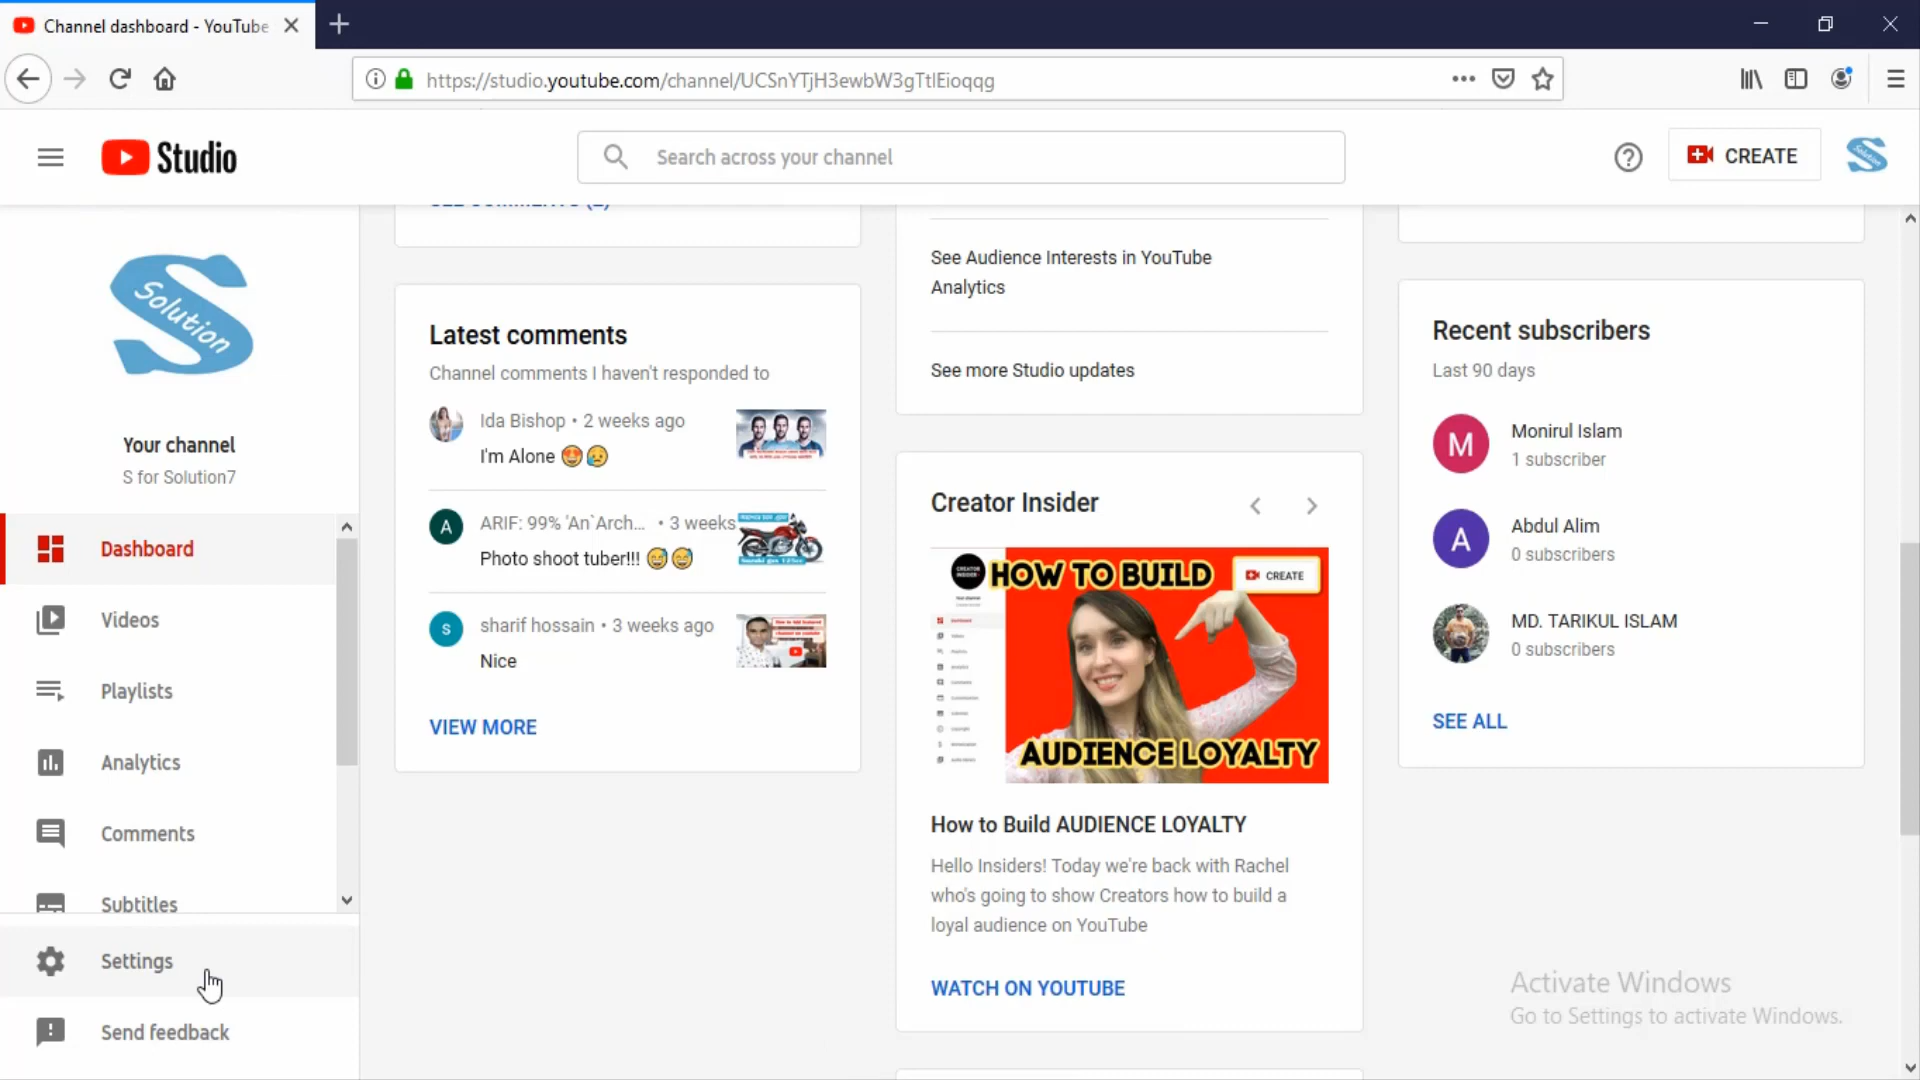 Channel dashboard - YouTube
https://studio.youtube.com/channel/UCSnYTjH3ewbW3gTtlEioqqg
Studio
Search across your channel
CREATE
Solution
Solution
Your channel
S for Solution7
Dashboard
Videos
Playlists
Analytics
Comments
Subtitles
Settings
Send feedback
Latest comments
Channel comments I haven't responded to
Ida Bishop • 2 weeks ago
I'm Alone 😍😥
A
ARIF: 99% 'An`Arch... • 3 weeks
Photo shoot tuber!!! 😅😅
s
sharif hossain • 3 weeks ago
Nice
VIEW MORE
See Audience Interests in YouTube
Analytics
See more Studio updates
Creator Insider
CREATOR
INSIDER
HOW TO BUILD
CREATE
AUDIENCE LOYALTY
How to Build AUDIENCE LOYALTY
Hello Insiders! Today we're back with Rachel
who's going to show Creators how to build a
loyal audience on YouTube
WATCH ON YOUTUBE
Recent subscribers
Last 90 days
M
Monirul Islam
1 subscriber
A
Abdul Alim
0 subscribers
MD. TARIKUL ISLAM
0 subscribers
SEE ALL
Activate Windows
Go to Settings to activate Windows.